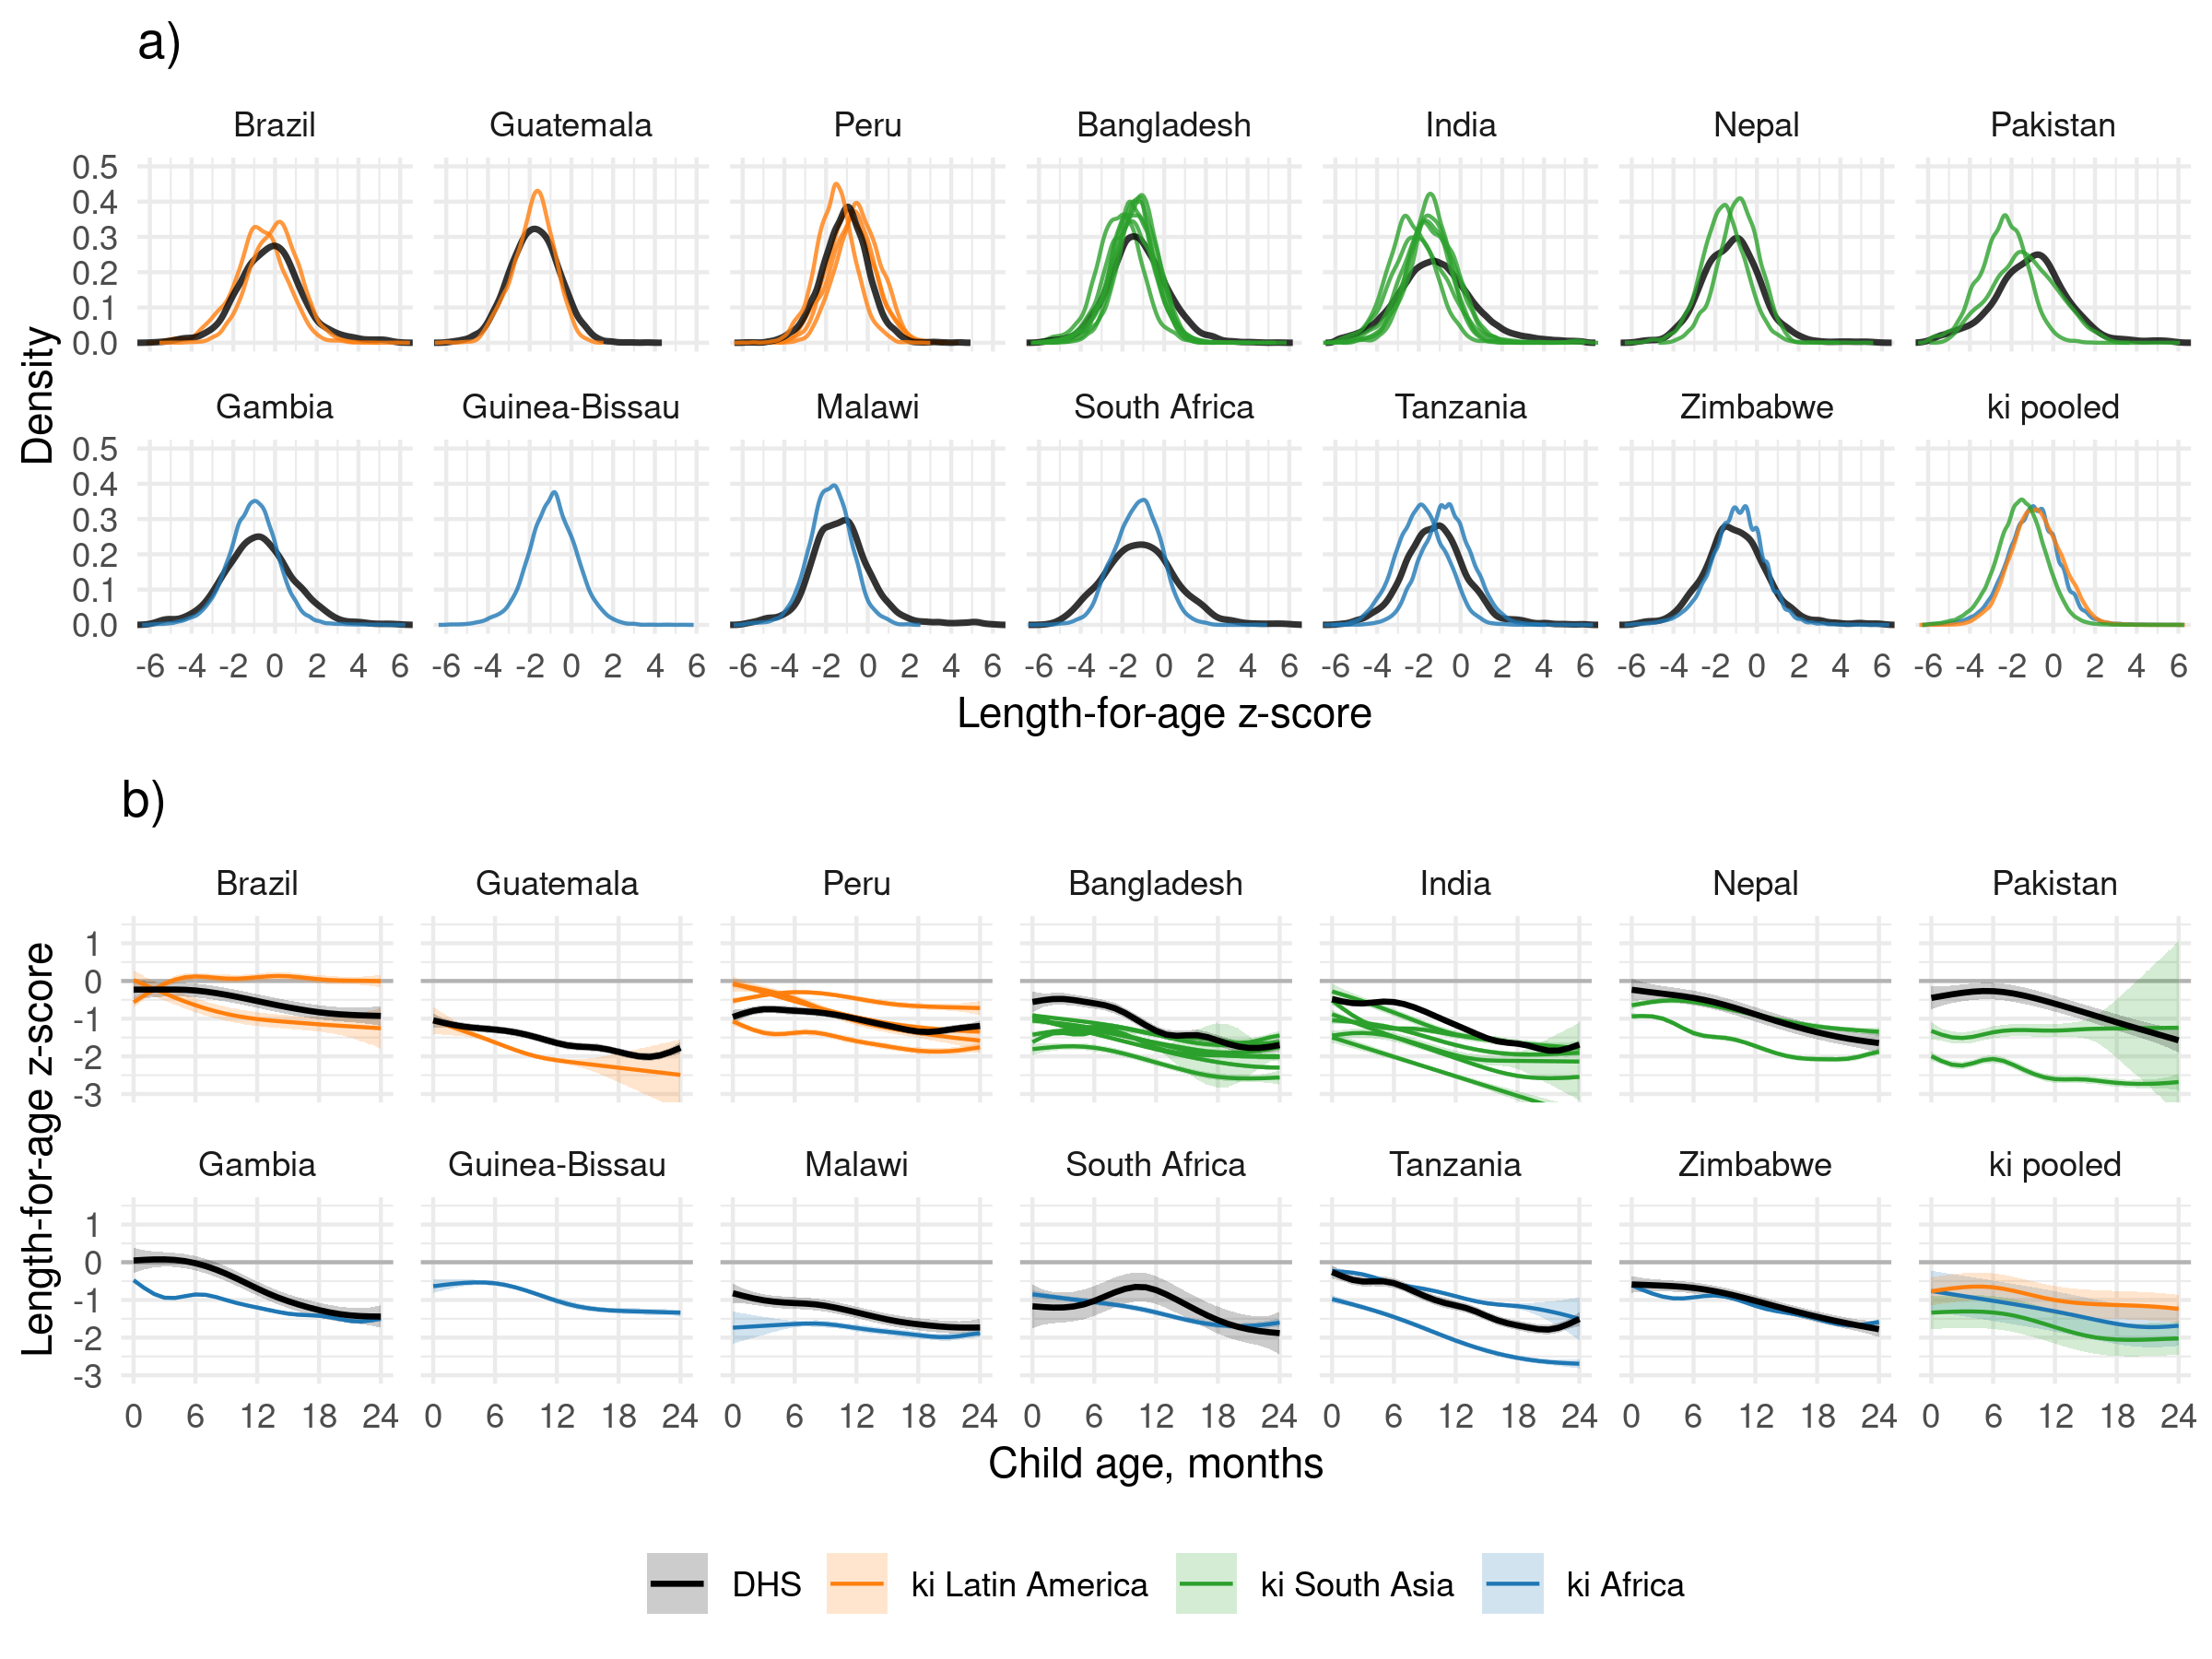 a)
Brazil Guatemala Peru Bangladesh India Nepal Pakistan
0.5
0.4
0.3
0.2
0.1
0.0
Density
Gambia Guinea-Bissau Malawi South Africa Tanzania Zimbabwe ki pooled
0.5
0.4
0.3
0.2
0.1
0.0
-6 -4 -2 0 2 4 6 -6 -4 -2 0 2 4 6 -6 -4 -2 0 2 4 6 -6 -4 -2 0 2 4 6 -6 -4 -2 0 2 4 6 -6 -4 -2 0 2 4 6 -6 -4 -2 0 2 4 6
Length-for-age z-score
b)
Brazil Guatemala Peru Bangladesh India Nepal Pakistan
1
0
-1
-2
-3
Length-for-age z-score
Gambia Guinea-Bissau Malawi South Africa Tanzania Zimbabwe ki pooled
1
0
-1
-2
-3
0 6 12 18 24 0 6 12 18 24 0 6 12 18 24 0 6 12 18 24 0 6 12 18 24 0 6 12 18 24 0 6 12 18 24
Child age, months
DHS ki Latin America ki South Asia ki Africa